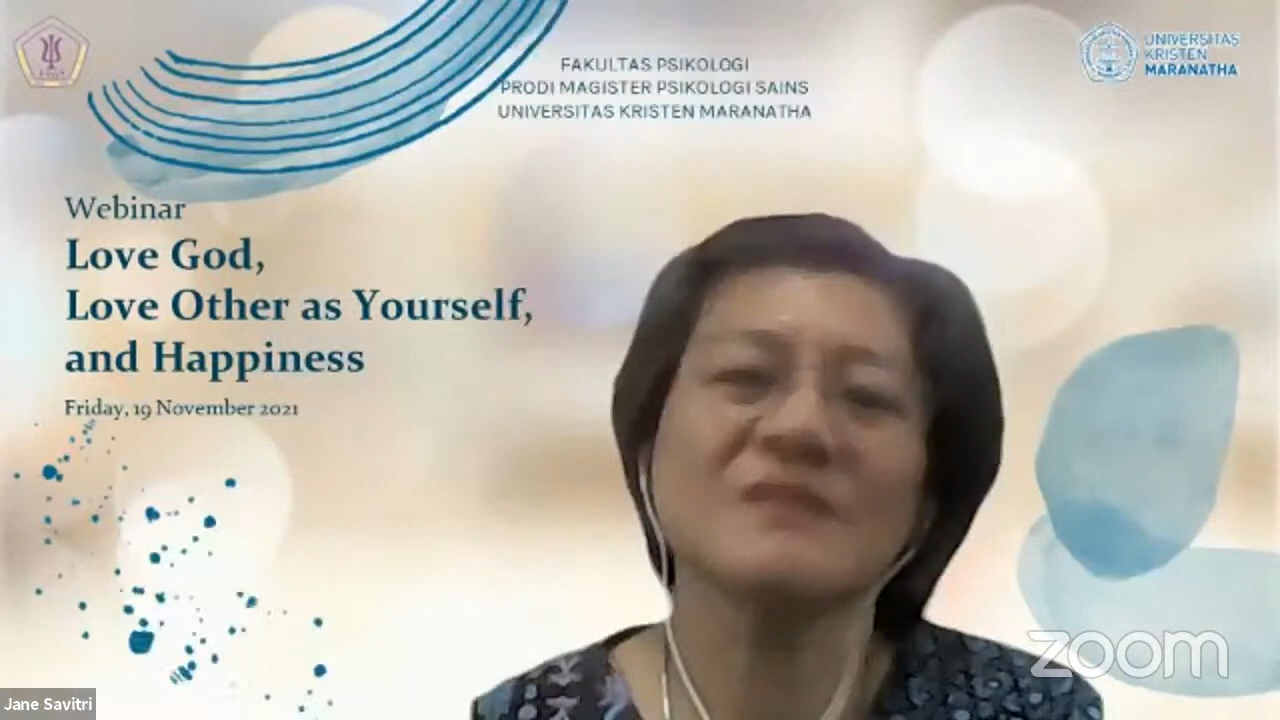 FAKULTAS PSIKOLOGI
PRODI MAGISTER PSIKOLOGI SAINS
UNIVERSITAS KRISTEN MARANATHA
UNIVERSITAS
KRISTEN
MARANATHA
Webinar
Love God,
Love Other as Yourself,
and Happiness
Friday, 19 November 2021
zoom
Jane Savitri